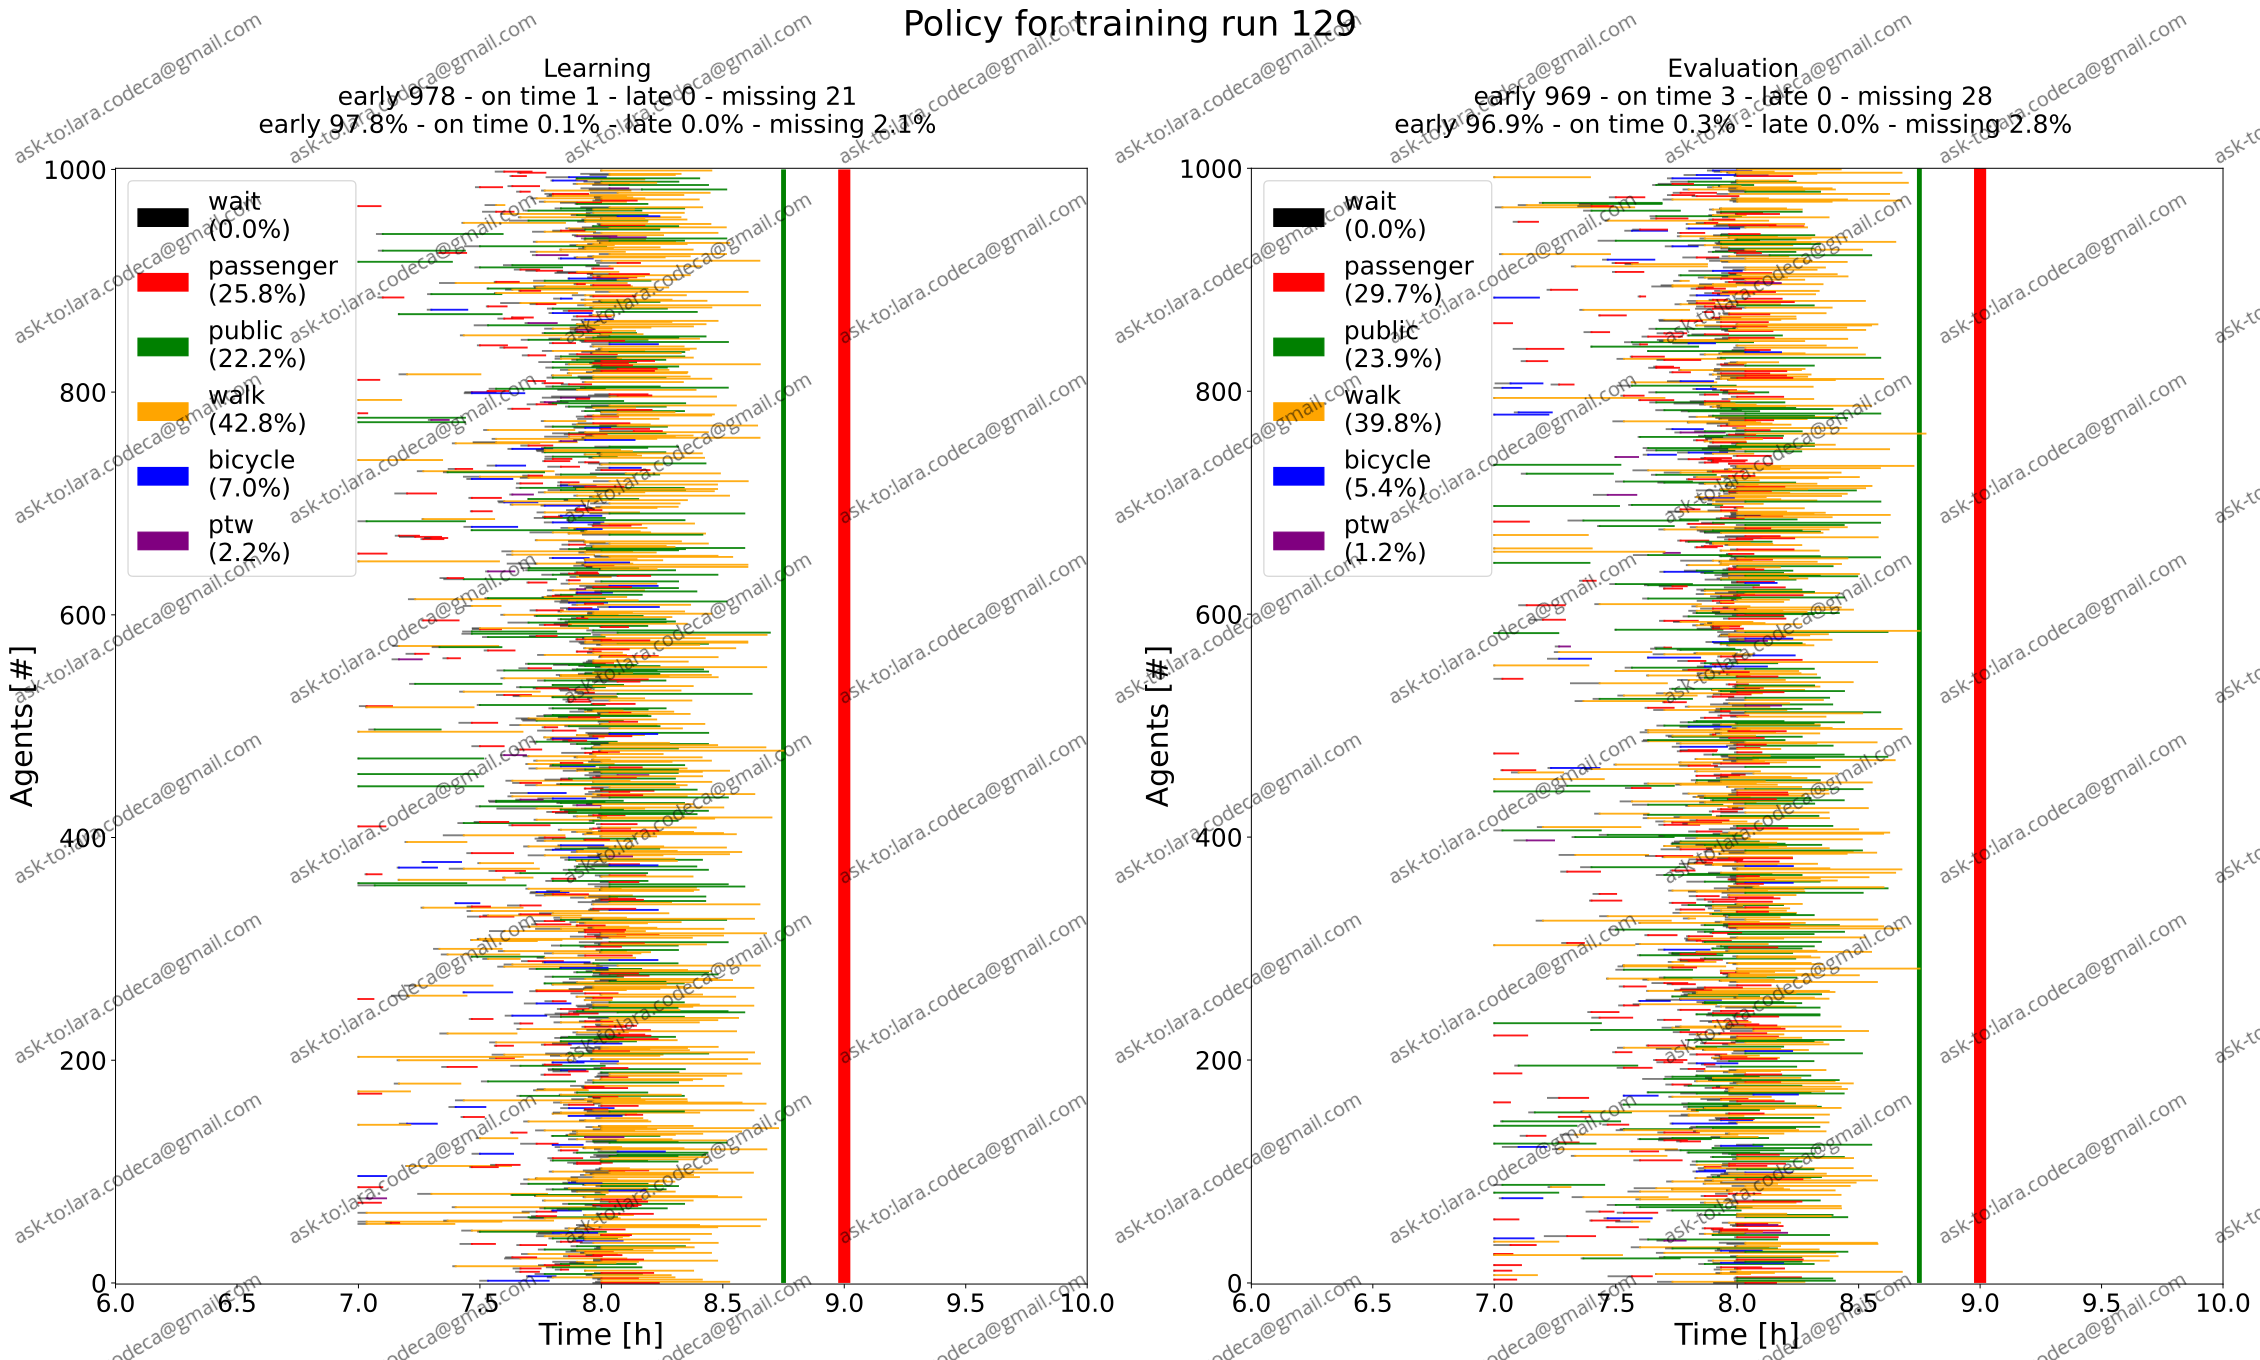 Policy for training run 129
Learning
early 978 - on time 1 - late 0 - missing 21
early 97.8% - on time 0.1% - late 0.0% - missing 2.1%
1000
800
600
400
200
0
Agents [#]
wait
(0.0%)
passenger
(25.8%)
public
(22.2%)
walk
(42.8%)
bicycle
(7.0%)
ptw
(2.2%)
6.0 6.5 7.0 7.5 8.0 8.5 9.0 9.5 10.0
Time [h]
Evaluation
early 969 - on time 3 - late 0 - missing 28
early 96.9% - on time 0.3% - late 0.0% - missing 2.8%
1000
800
600
400
200
0
Agents [#]
wait
(0.0%)
passenger
(29.7%)
public
(23.9%)
walk
(39.8%)
bicycle
(5.4%)
ptw
(1.2%)
6.0 6.5 7.0 7.5 8.0 8.5 9.0 9.5 10.0
Time [h]
ask-to:lara.codeca@gmail.com